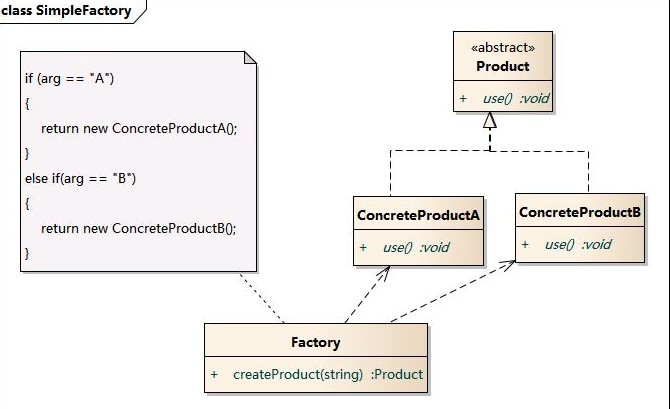 class SimpleFactory
if (arg == "A")
{
return new ConcreteProductA();
}
else if(arg == "B")
{
return new ConcreteProductB();
}
«abstract»
Product
+ use() :void
ConcreteProductA
+ use() :void
ConcreteProductB
+ use() :void
Factory
+ createProduct(string) :Product